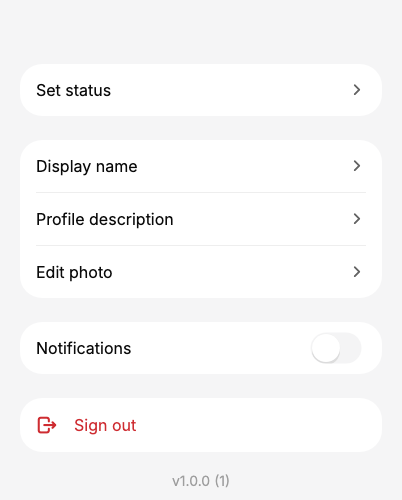 Set status
Display name
Profile description
Edit photo
Notifications
Sign out
v1.0.0 (1)